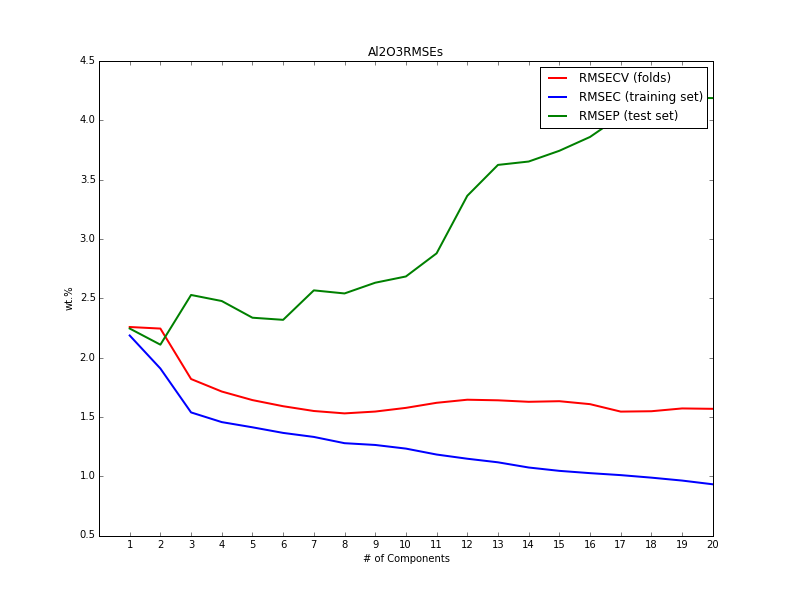 Al2O3RMSEs
RMSECV (folds)
RMSEC (training set)
RMSEP (test set)
4.5
4.0
3.5
3.0
2.5
2.0
1.5
1.0
0.5
wt.%
1 2 3 4 5 6 7 8 9 10 11 12 13 14 15 16 17 18 19 20
# of Components